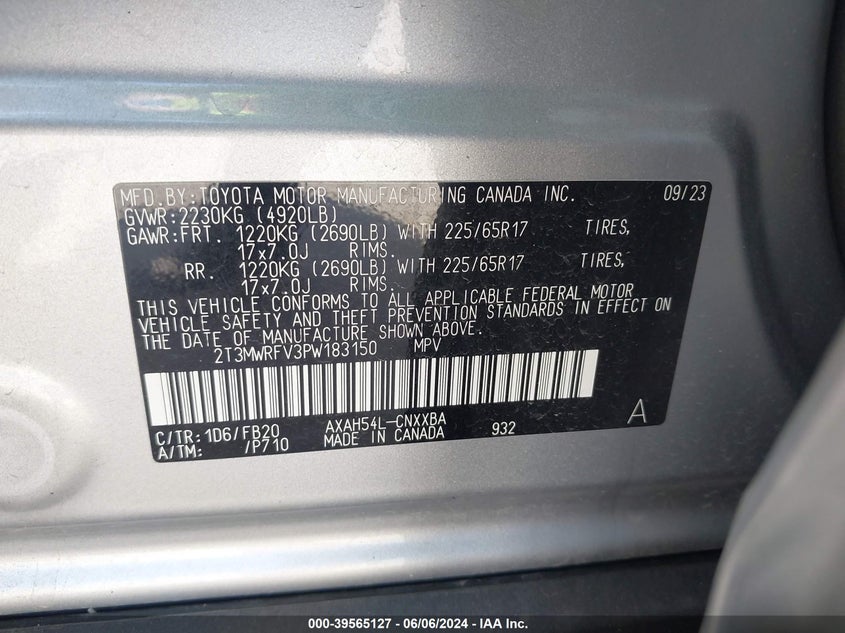 MFD.BY:TOYOTA MOTOR MANUFACTURING CANADA INC. 09/23
GVWR:2230KG (4920LB)
GAWR:FRT. 1220KG (2690LB) WITH 225/65R17 TIRES,
17x7.0J RIMS.
RR. 1220KG (2690LB) WITH 225/65R17 TIRES,
17x7.0J RIMS.
THIS VEHICLE CONFORMS TO ALL APPLICABLE FEDERAL MOTOR
VEHICLE SAFETY AND THEFT PREVENTION STANDARDS IN EFFECT ON
THE DATE OF MANUFACTURE SHOWN ABOVE.
2T3MWRFV3PW183150 MPV
C/TR: 1D6/FB20 AXAH54L-CNXXBA 932 A
A/TM: /P710 MADE IN CANADA
000-39565127 - 06/06/2024 - IAA Inc.